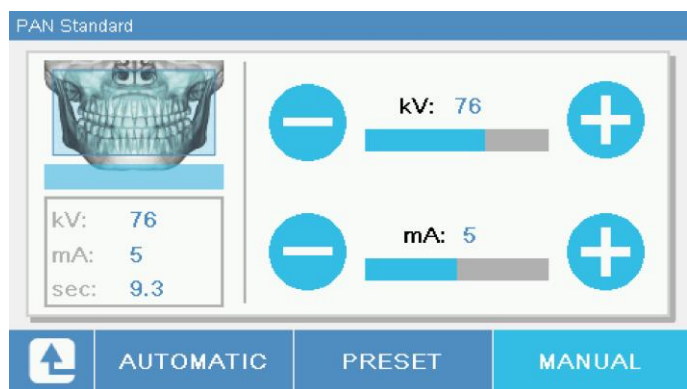 PAN Standard
kV: 76
mA: 5
sec: 9.3
kV: 76
mA: 5
AUTOMATIC
PRESET
MANUAL